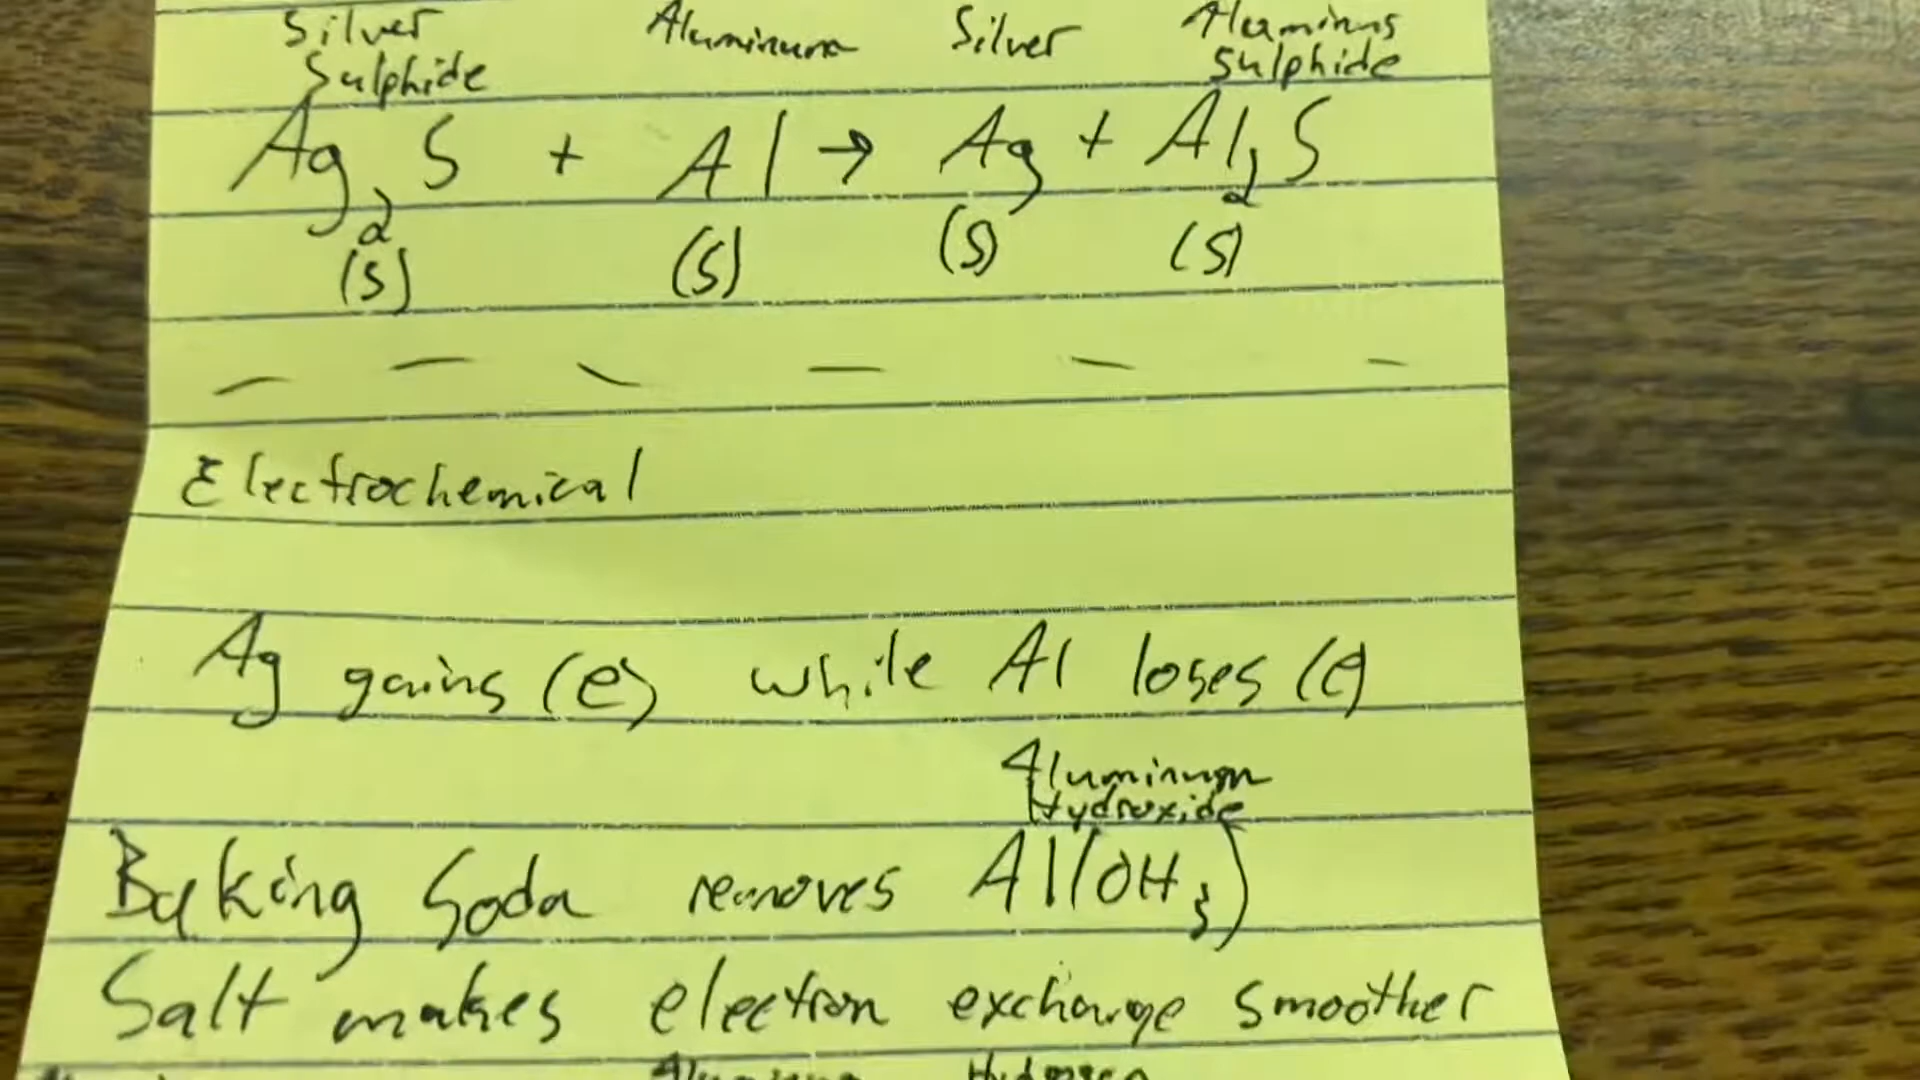 Silver Aluminum Silver Aluminum
Sulphide Sulphide
Ag2S + Al → Ag + Al2S
(s) (s) (s) (s)
Electrochemical
Ag gains (e) while Al loses (e)
Aluminum
Hydroxide
Baking Soda removes Al(OH3)
Salt makes electron exchange smoother
Hydrogen